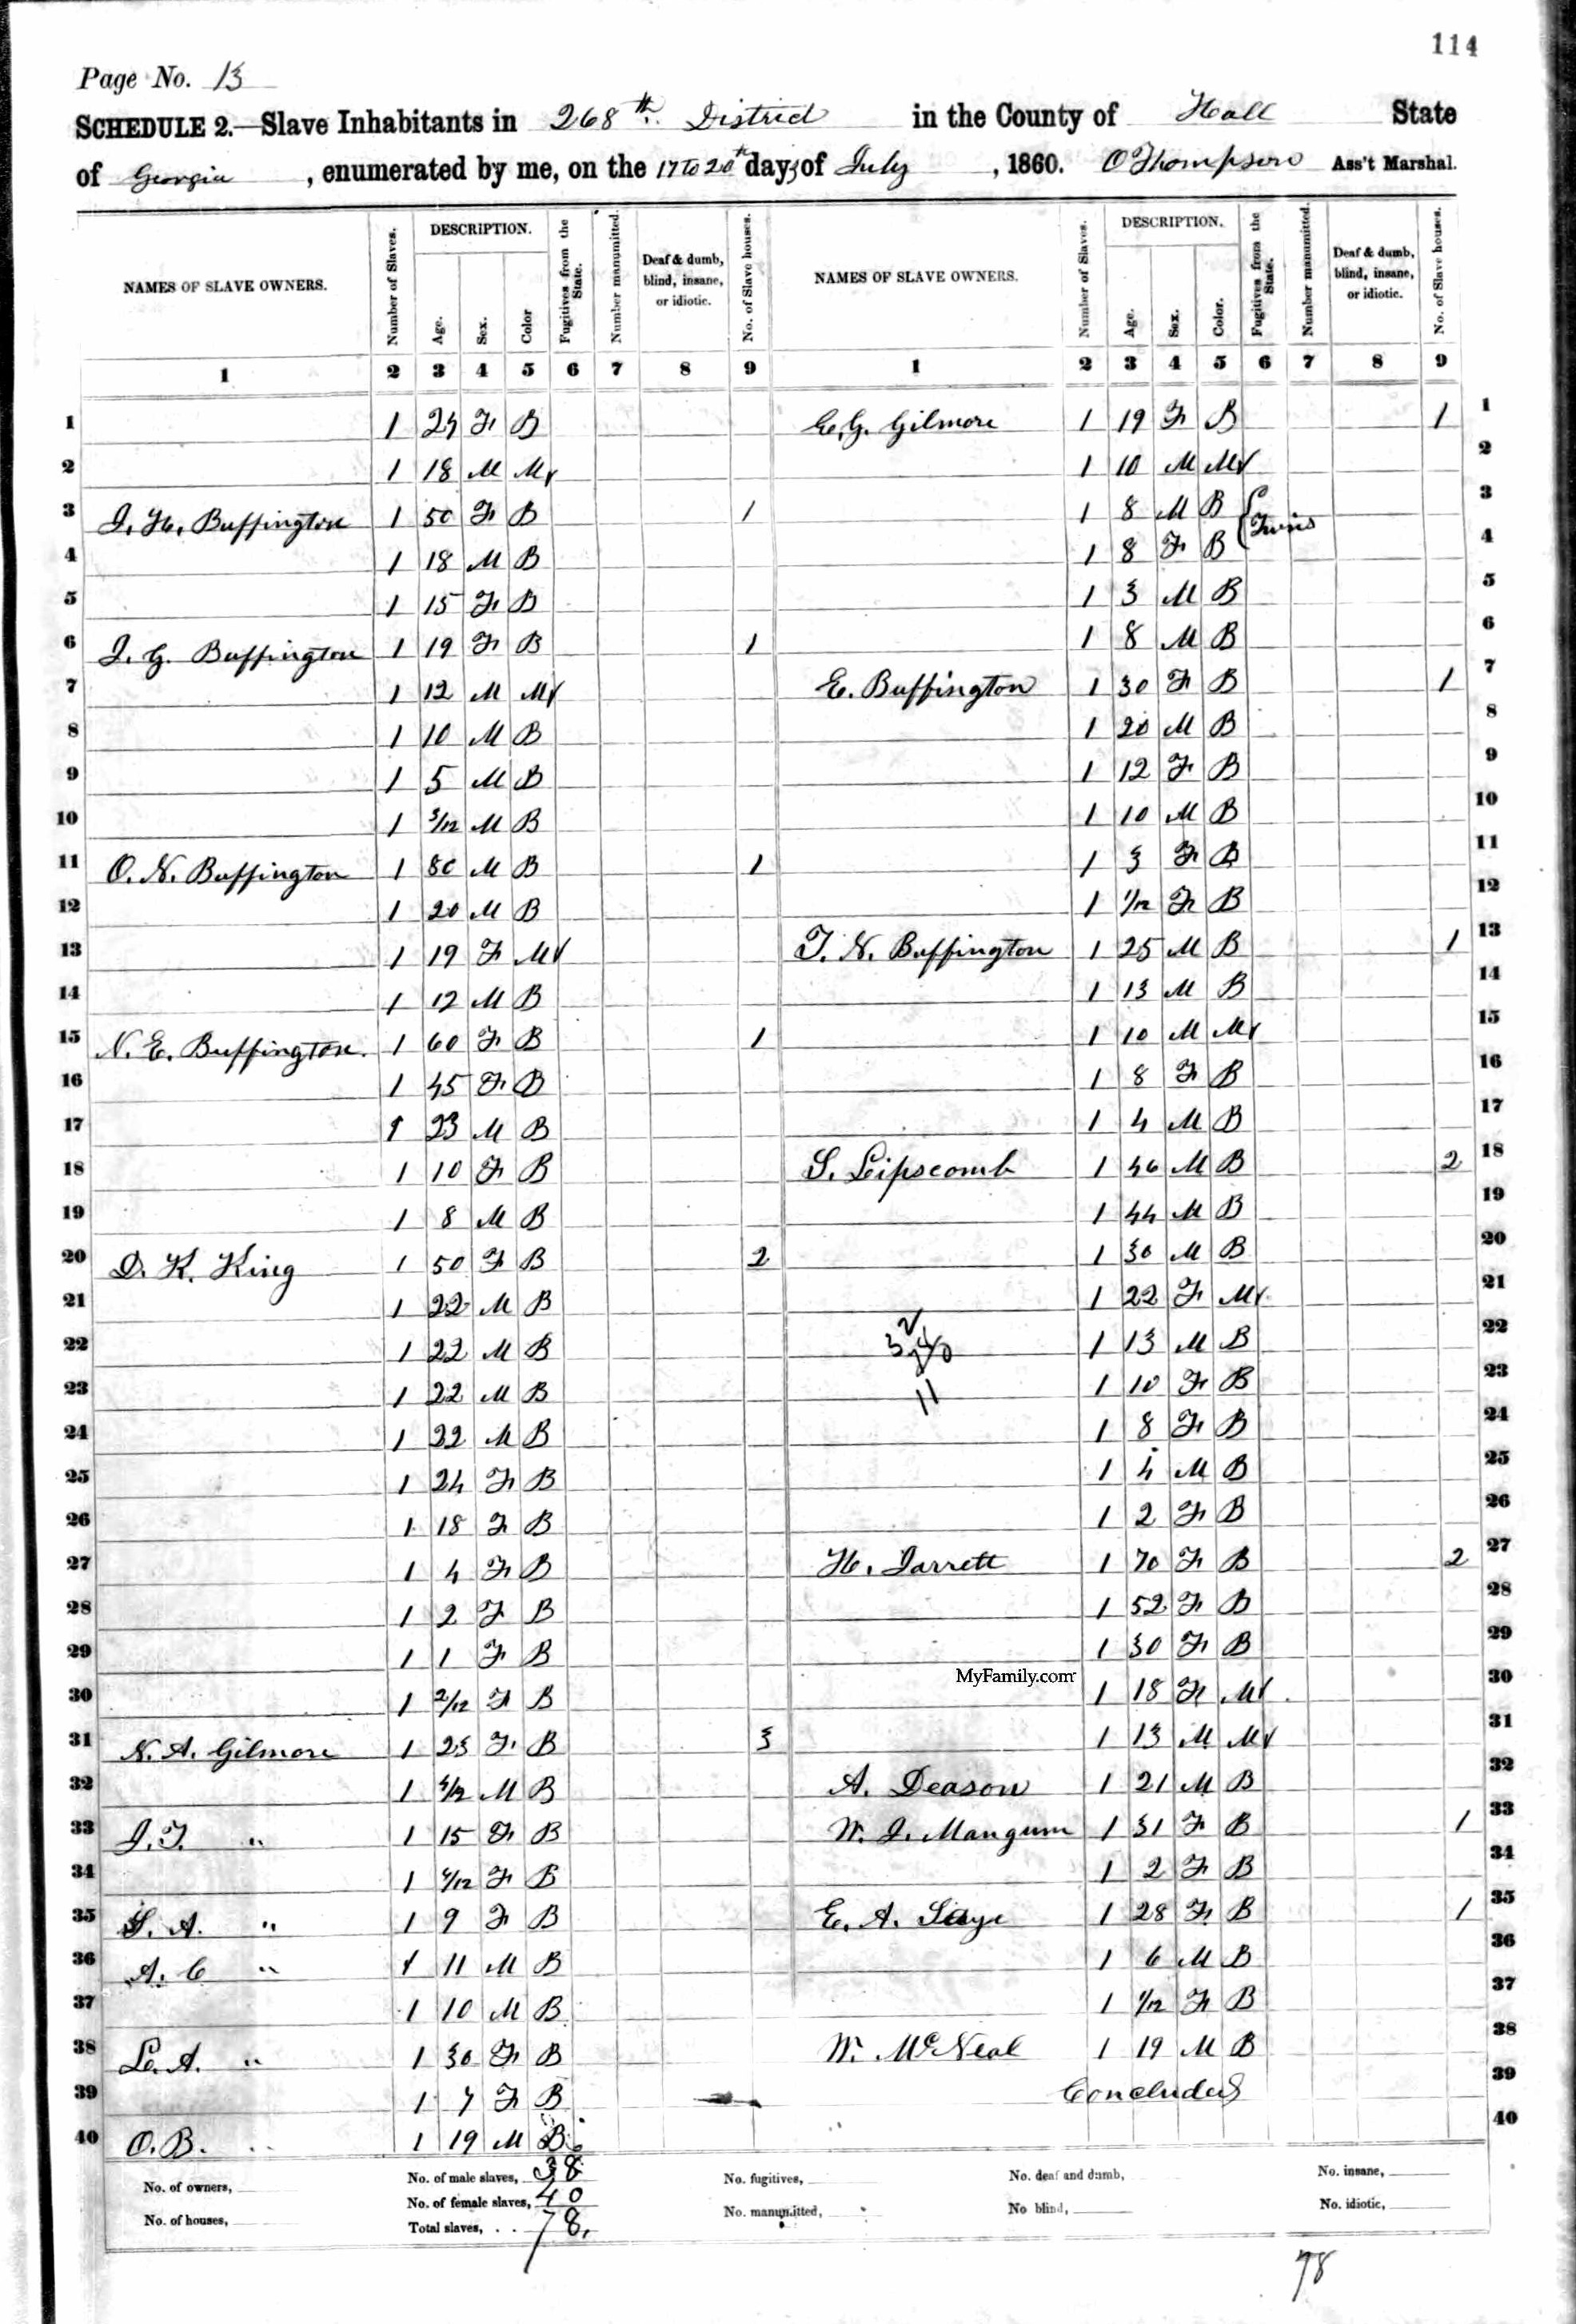 114
Page No. 13
SCHEDULE 2.—Slave Inhabitants in 268th. District in the County of Hall State
of Georgia, enumerated by me, on the 17 to 20th days of July, 1860. O Thompson Ass't Marshal.
NAMES OF SLAVE OWNERS. Number of Slaves. DESCRIPTION. Age. Sex. Color Fugitives from the State. Number manumitted. Deaf & dumb, blind, insane, or idiotic. No. of Slave houses. NAMES OF SLAVE OWNERS. Number of Slaves. DESCRIPTION. Age. Sex. Color. Fugitives from the State. Number manumitted. Deaf & dumb, blind, insane, or idiotic. No. of Slave houses.
1 2 3 4 5 6 7 8 9 1 2 3 4 5 6 7 8 9
1 1 F B E. G. Gilmore 1 19 F B 1 1
2 1 18 M M 1 10 M M 2
3 J. H. Buffington 1 50 F B 1 1 8 M B Twins 3
4 1 18 M B 1 8 F B 4
5 1 15 F B 1 3 M B 5
6 J. G. Buffington 1 19 F B 1 1 8 M B 6
7 1 12 M M E. Buffington 1 30 F B 1 7
8 1 10 M B 1 20 M B 8
9 1 5 M B 1 12 F B 9
10 1 3/12 M B 1 10 M B 10
11 O. N. Buffington 1 80 M B 1 1 3 F B 11
12 1 20 M B 1 1/12 F B 12
13 1 19 F M T. N. Buffington 1 25 M B 1 13
14 1 12 M B 1 13 M B 14
15 N. E. Buffington. 1 60 F B 1 1 10 M M 15
16 1 45 F B 1 8 F B 16
17 1 23 M B 1 4 M B 17
18 1 10 F B S. Lipscomb 1 46 M B 2 18
19 1 8 M B 1 44 M B 19
20 D. K. King 1 50 F B 2 1 30 M B 20
21 1 22 M B 1 22 F M 21
22 1 22 M B 1 13 M B 22
23 1 22 M B 11 1 10 F B 23
24 1 22 M B 1 8 F B 24
25 1 24 F B 1 4 M B 25
26 1 18 F B 1 2 F B 26
27 1 4 F B H. Jarrett 1 70 F B 2 27
28 1 2 F B 1 52 F B 28
29 1 1 F B 1 30 F B 29
MyFamily.com
30 1 2/12 F B 1 18 F M 30
31 N. A. Gilmore 1 23 F B 3 1 13 M M 31
32 1 M B A. Deason 1 21 M B 32
33 J. T. " 1 15 F B W. J. Mangum 1 31 F B 1 33
34 1 F B 1 2 F B 34
35 S. A. " 1 9 F B E. A. Saye 1 28 F B 1 35
36 A. C " 1 11 M B 1 6 M B 36
37 1 10 M B 1 1/12 F B 37
38 L. A. " 1 30 F B W. McNeal 1 19 M B 38
39 1 7 F B Concluded 39
40 O. B. " 1 19 M B 40
No. of owners, No. of male slaves, 38 No. fugitives, No. deaf and dumb, No. insane,
No. of houses, No. of female slaves, 40 No. manumitted, No blind, No. idiotic,
Total slaves, . . 78.
78